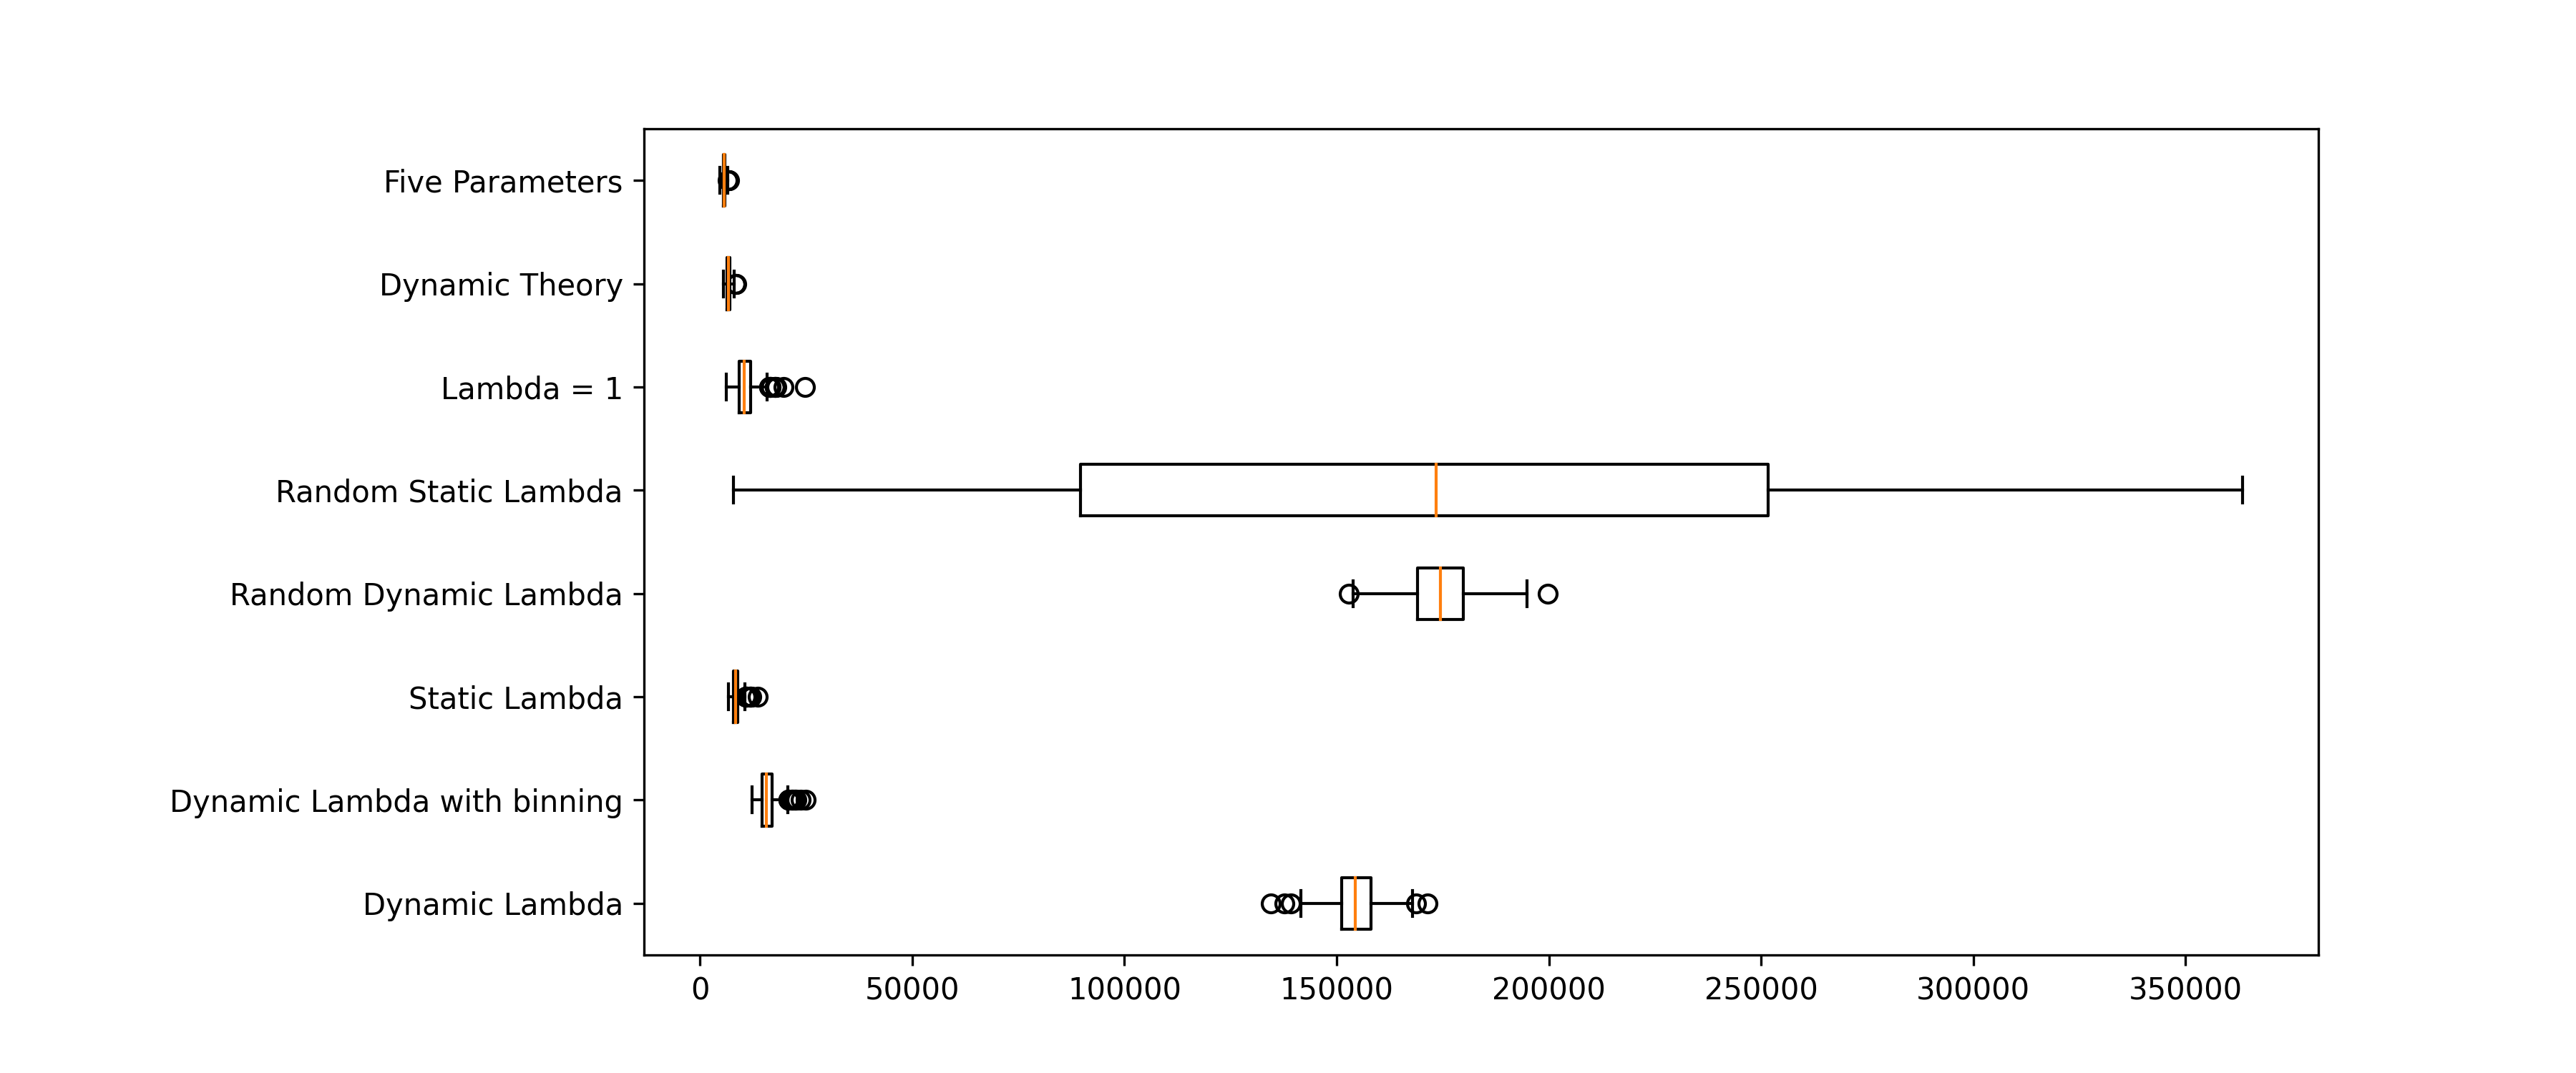 Five Parameters
Dynamic Theory
Lambda = 1
Random Static Lambda
Random Dynamic Lambda
Static Lambda
Dynamic Lambda with binning
Dynamic Lambda
0 50000 100000 150000 200000 250000 300000 350000